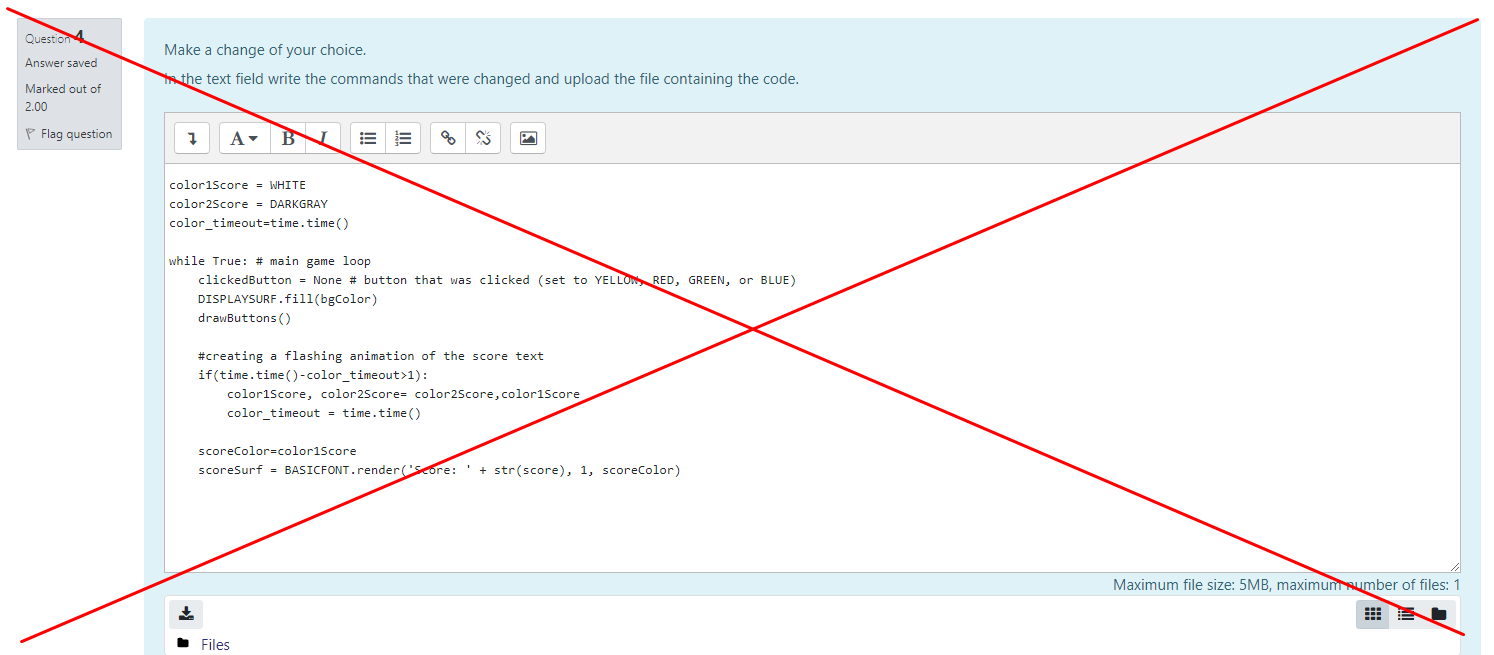 Question 4
Answer saved
Marked out of
2.00
Flag question
Make a change of your choice.
In the text field write the commands that were changed and upload the file containing the code.
A
B
I
color1Score = WHITE
color2Score = DARKGRAY
color_timeout=time.time()
while True: # main game loop
clickedButton = None # button that was clicked (set to YELLOW, RED, GREEN, or BLUE)
DISPLAYSURF.fill(bgColor)
drawButtons()
#creating a flashing animation of the score text
if(time.time()-color_timeout>1):
color1Score, color2Score= color2Score,color1Score
color_timeout = time.time()
scoreColor=color1Score
scoreSurf = BASICFONT.render('Score: ' + str(score), 1, scoreColor)
Maximum file size: 5MB, maximum number of files: 1
Files